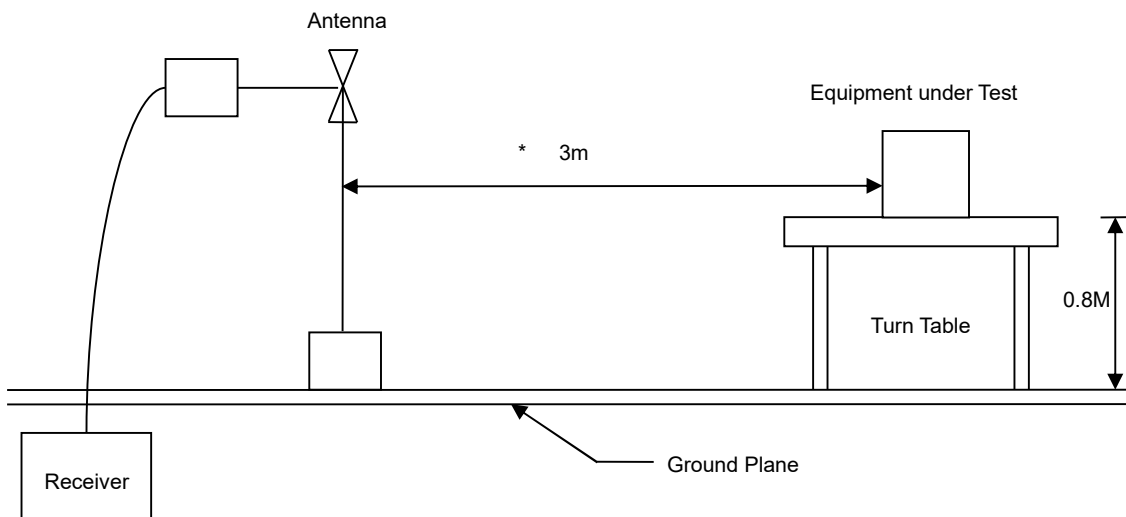 Antenna
Equipment under Test
* 3m
0.8M
Turn Table
Ground Plane
Receiver